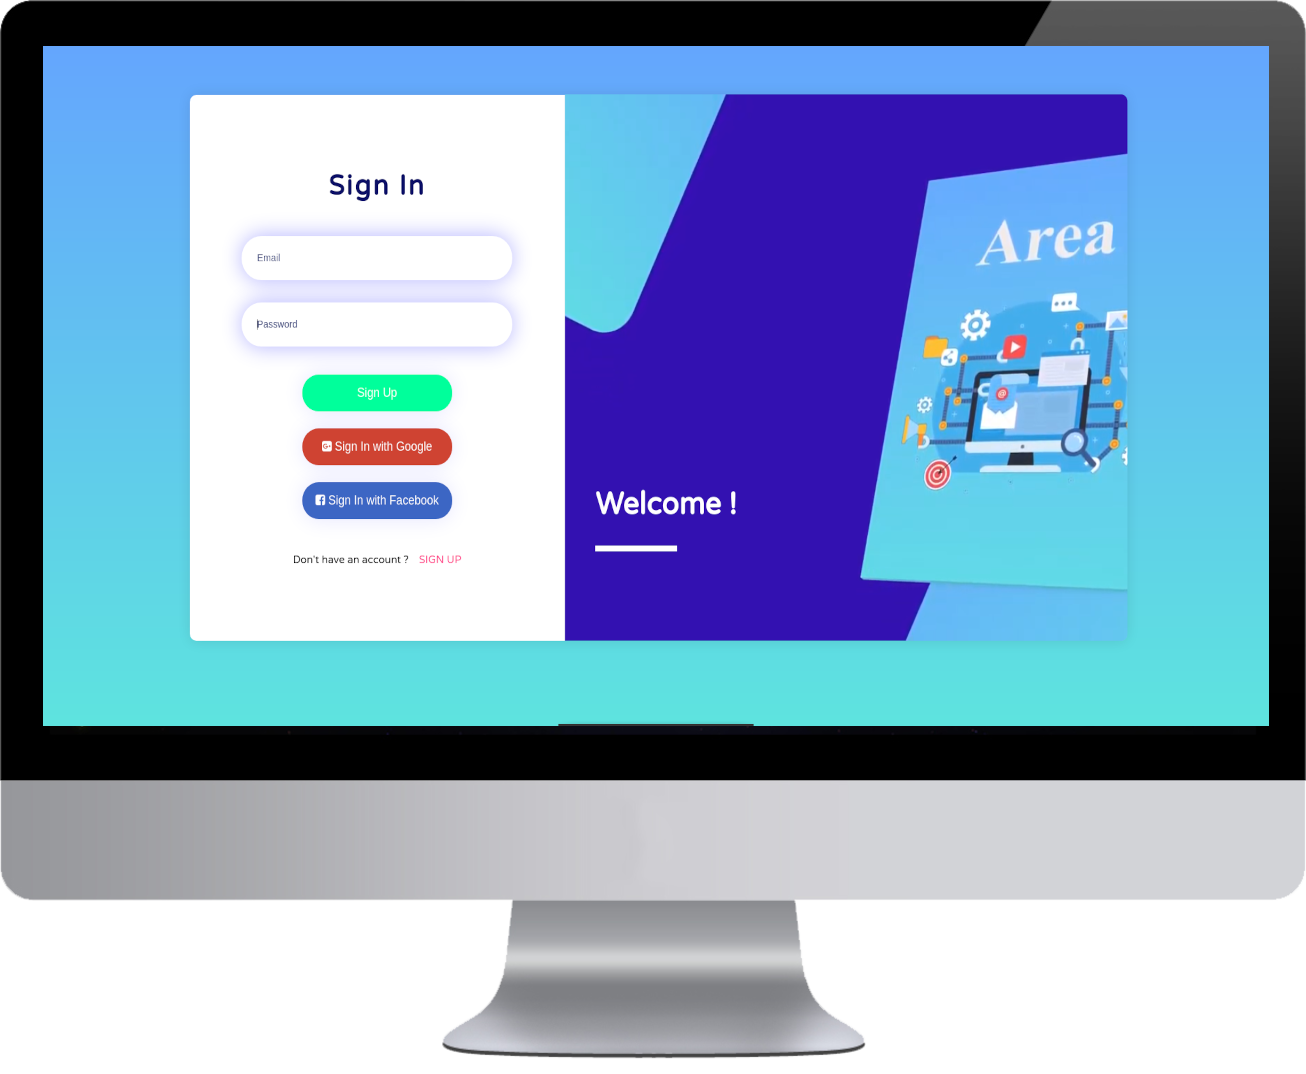 Sign In
Email
Password
Sign Up
Sign In with Google
Sign In with Facebook
Don't have an account ? SIGN UP
Area
Welcome !